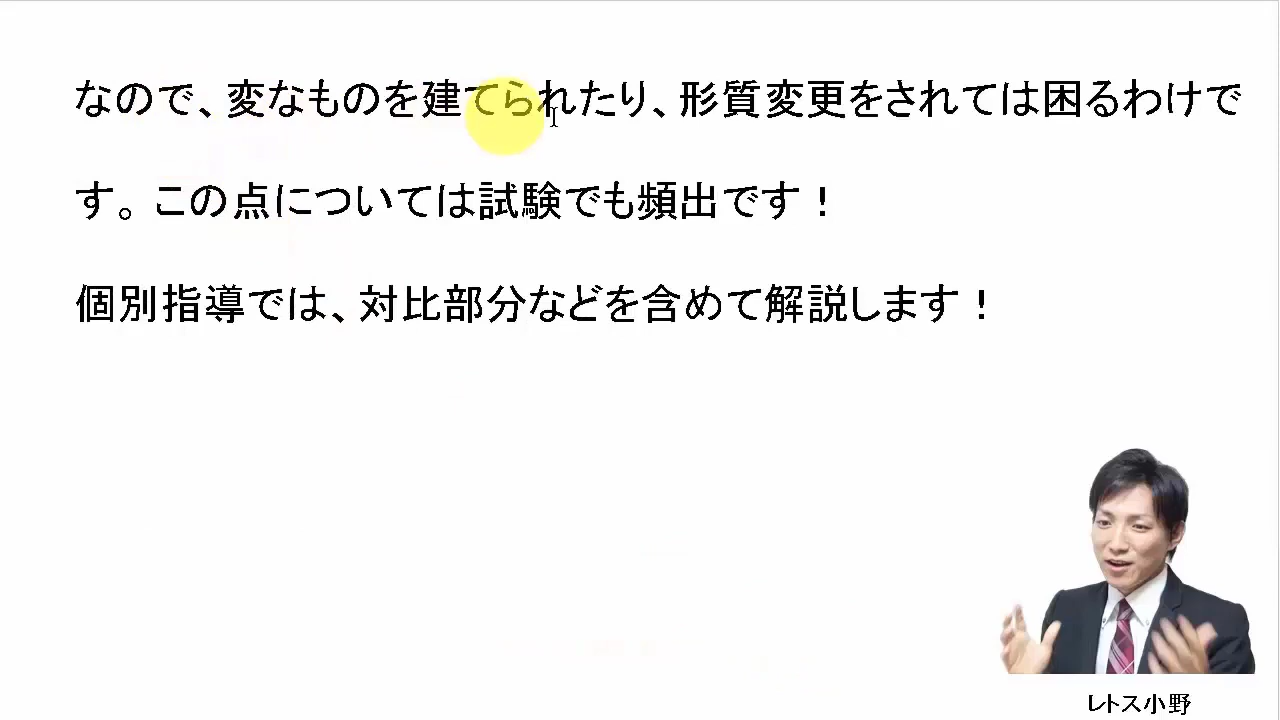 なので、変なものを建てられたり、形質変更をされては困るわけで
す。この点については試験でも頻出です！
個別指導では、対比部分などを含めて解説します！
レトス小野